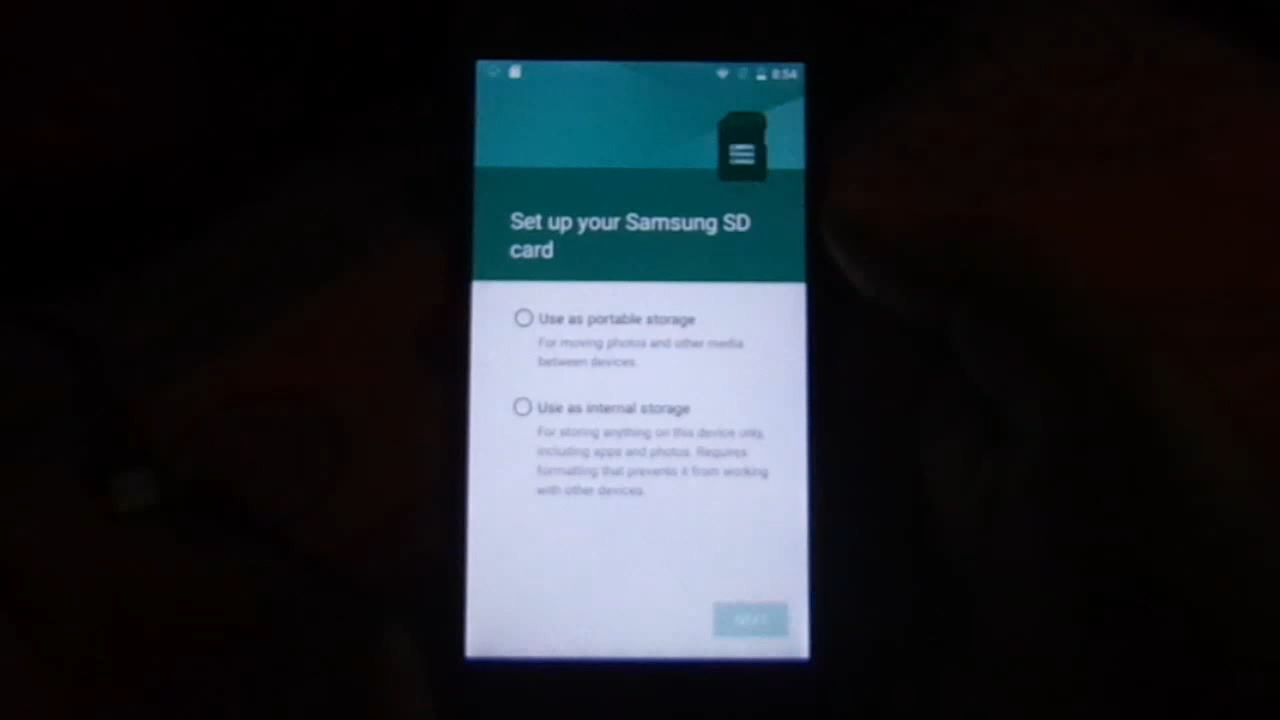 8:54
Set up your Samsung SD
card
Use as portable storage
For moving photos and other media
between devices.
Use as internal storage
For storing anything on this device only,
including apps and photos. Requires
formatting that prevents it from working
with other devices.
NEXT